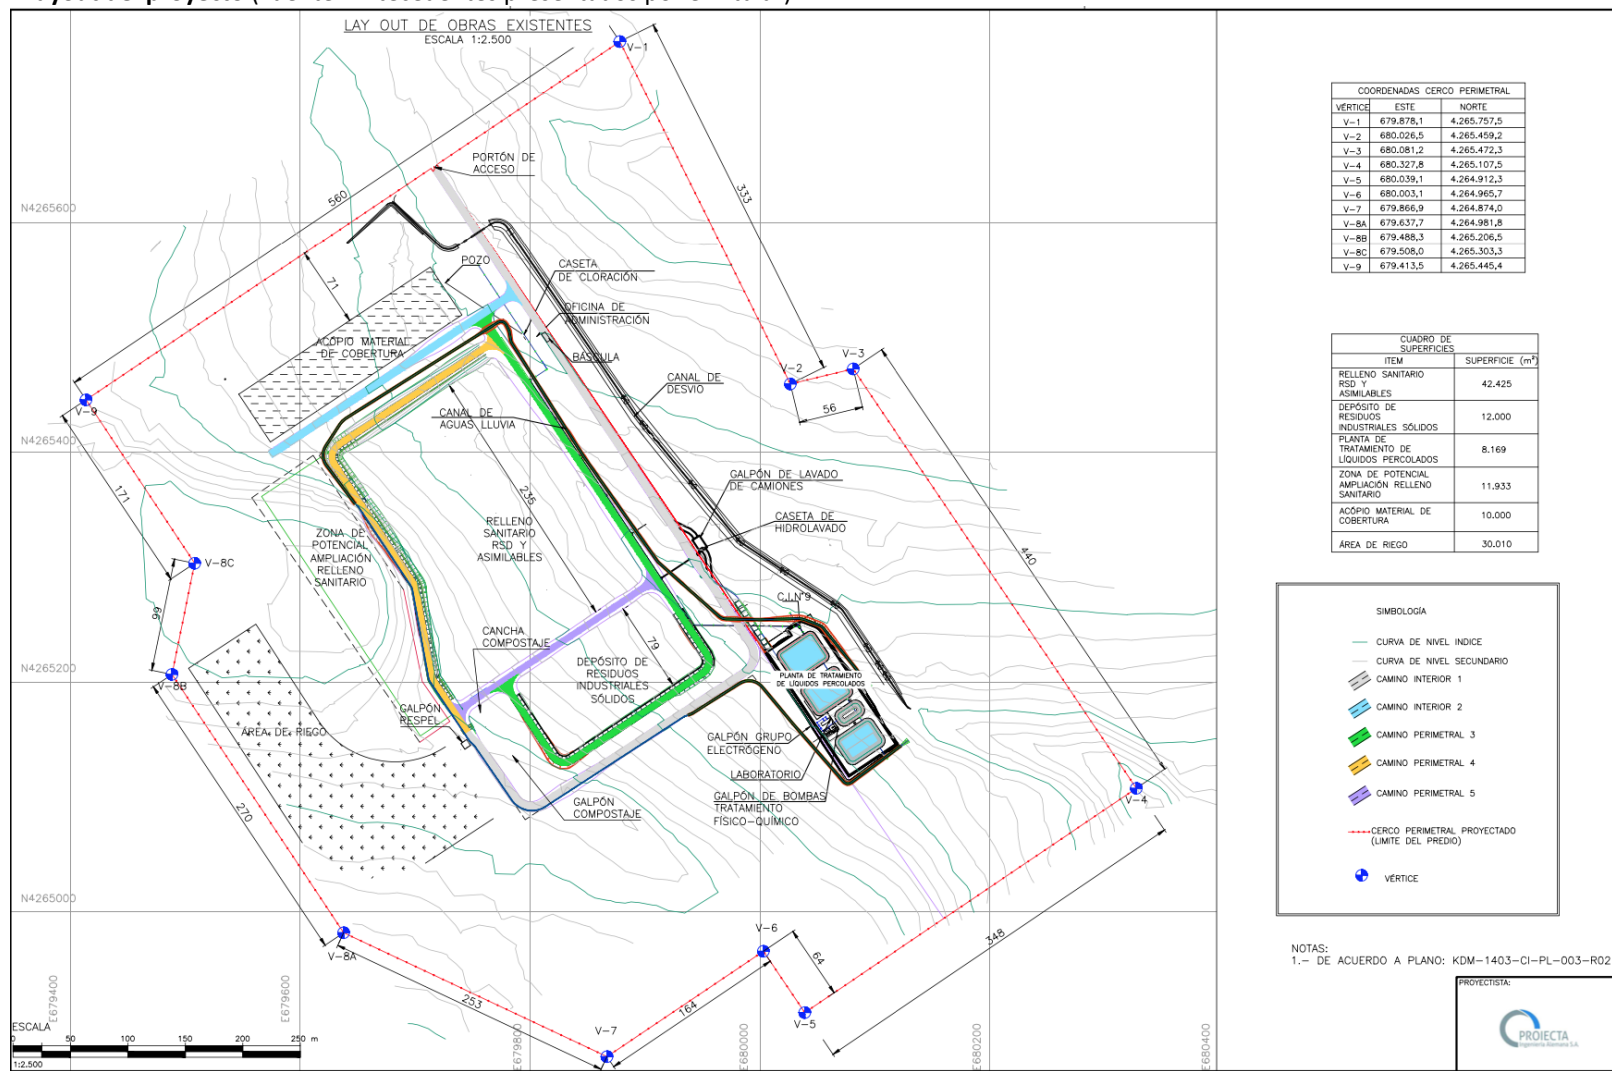 LAY OUT DE OBRAS EXISTENTES
ESCALA 1:2.500
V-1
PORTÓN DE
ACCESO
560
333
N4265600
POZO
CASETA
DE CLORACIÓN
71
OFICINA DE
ADMINISTRACIÓN
ACÓPIO MATERIAL
DE COBERTURA
BÁSCULA
V-2
V-3
CANAL DE
DESVIO
56
V-9
CANAL DE
AGUAS LLUVIA
N4265400
GALPÓN DE LAVADO
DE CAMIONES
171
235
CASETA DE
HIDROLAVADO
RELLENO
SANITARIO
RSD Y
ASIMILABLES
ZONA DE
POTENCIAL
AMPLIACIÓN
RELLENO
SANITARIO
440
V-8C
C.I.N°9
99
CANCHA
COMPOSTAJE
79
N4265200
DEPÓSITO DE
RESIDUOS
INDUSTRIALES
SÓLIDOS
PLANTA DE TRATAMIENTO
DE LÍQUIDOS PERCOLADOS
V-8B
GALPÓN
RESPEL
ÁREA DE RIEGO
GALPÓN GRUPO
ELECTRÓGENO
LABORATORIO
GALPÓN DE BOMBAS
TRATAMIENTO
FÍSICO-QUÍMICO
GALPÓN
COMPOSTAJE
V-4
270
N4265000
348
V-6
64
V-8A
253
164
V-5
V-7
E679400
E679600
E679800
E680000
E680200
E680400
ESCALA
0 50 100 150 200 250 m
1:2.500
COORDENADAS CERCO PERIMETRAL
VÉRTICE ESTE NORTE
V-1 679.878,1 4.265.757,5
V-2 680.026,5 4.265.459,2
V-3 680.081,2 4.265.472,3
V-4 680.327,8 4.265.107,5
V-5 680.039,1 4.264.912,3
V-6 680.003,1 4.264.965,7
V-7 679.866,9 4.264.874,0
V-8A 679.637,7 4.264.981,8
V-8B 679.488,3 4.265.206,5
V-8C 679.508,0 4.265.303,3
V-9 679.413,5 4.265.445,4
CUADRO DE
SUPERFICIES
ITEM SUPERFICIE (m²)
RELLENO SANITARIO
RSD Y
ASIMILABLES
42.425
DEPÓSITO DE
RESIDUOS
INDUSTRIALES SÓLIDOS
12.000
PLANTA DE
TRATAMIENTO DE
LÍQUIDOS PERCOLADOS
8.169
ZONA DE POTENCIAL
AMPLIACIÓN RELLENO
SANITARIO
11.933
ACÓPIO MATERIAL DE
COBERTURA
10.000
ÁREA DE RIEGO 30.010
SIMBOLOGÍA
CURVA DE NIVEL INDICE
CURVA DE NIVEL SECUNDARIO
CAMINO INTERIOR 1
CAMINO INTERIOR 2
CAMINO PERIMETRAL 3
CAMINO PERIMETRAL 4
CAMINO PERIMETRAL 5
CERCO PERIMETRAL PROYECTADO
(LIMITE DEL PREDIO)
VÉRTICE
NOTAS:
1.- DE ACUERDO A PLANO: KDM-1403-CI-PL-003-R02
PROYECTISTA:
PROIECTA
Ingeniería Alemana S.A.